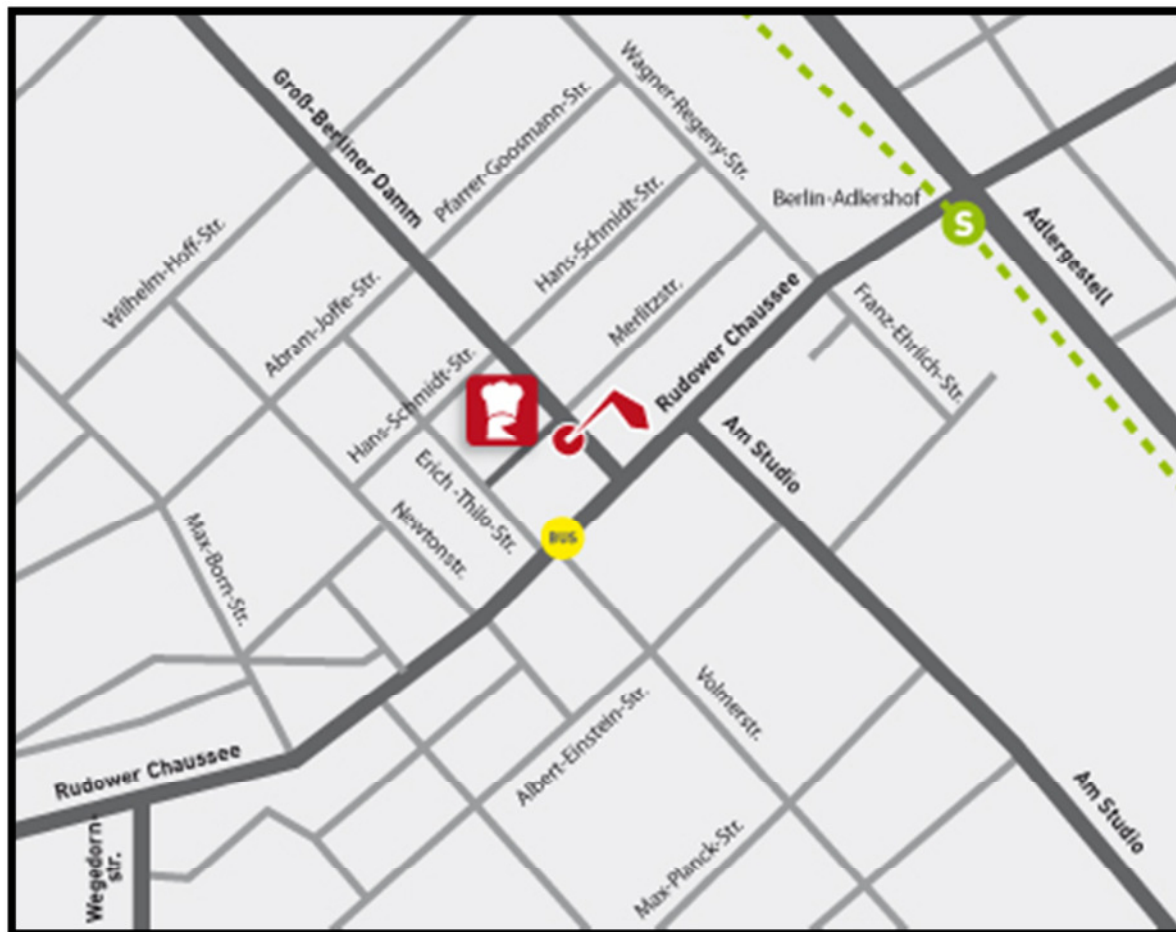 Groß-Berliner Damm
Pfarrer-Goosmann-Str.
Wagner-Regeny-Str.
Berlin-Adlershof
S
Adlergestell
Wilhelm-Hoff-Str.
Abram-Joffe-Str.
Hans-Schmidt-Str.
Merlitzstr.
Rudower Chaussee
Franz-Ehrlich-Str.
Hans-Schmidt-Str.
Am Studio
Erich -Thilo-Str.
Newtonstr.
BUS
Max-Born-Str.
Volmerstr.
Albert-Einstein-Str.
Rudower Chaussee
Am Studio
Wegedorn-
str.
Max-Planck-Str.